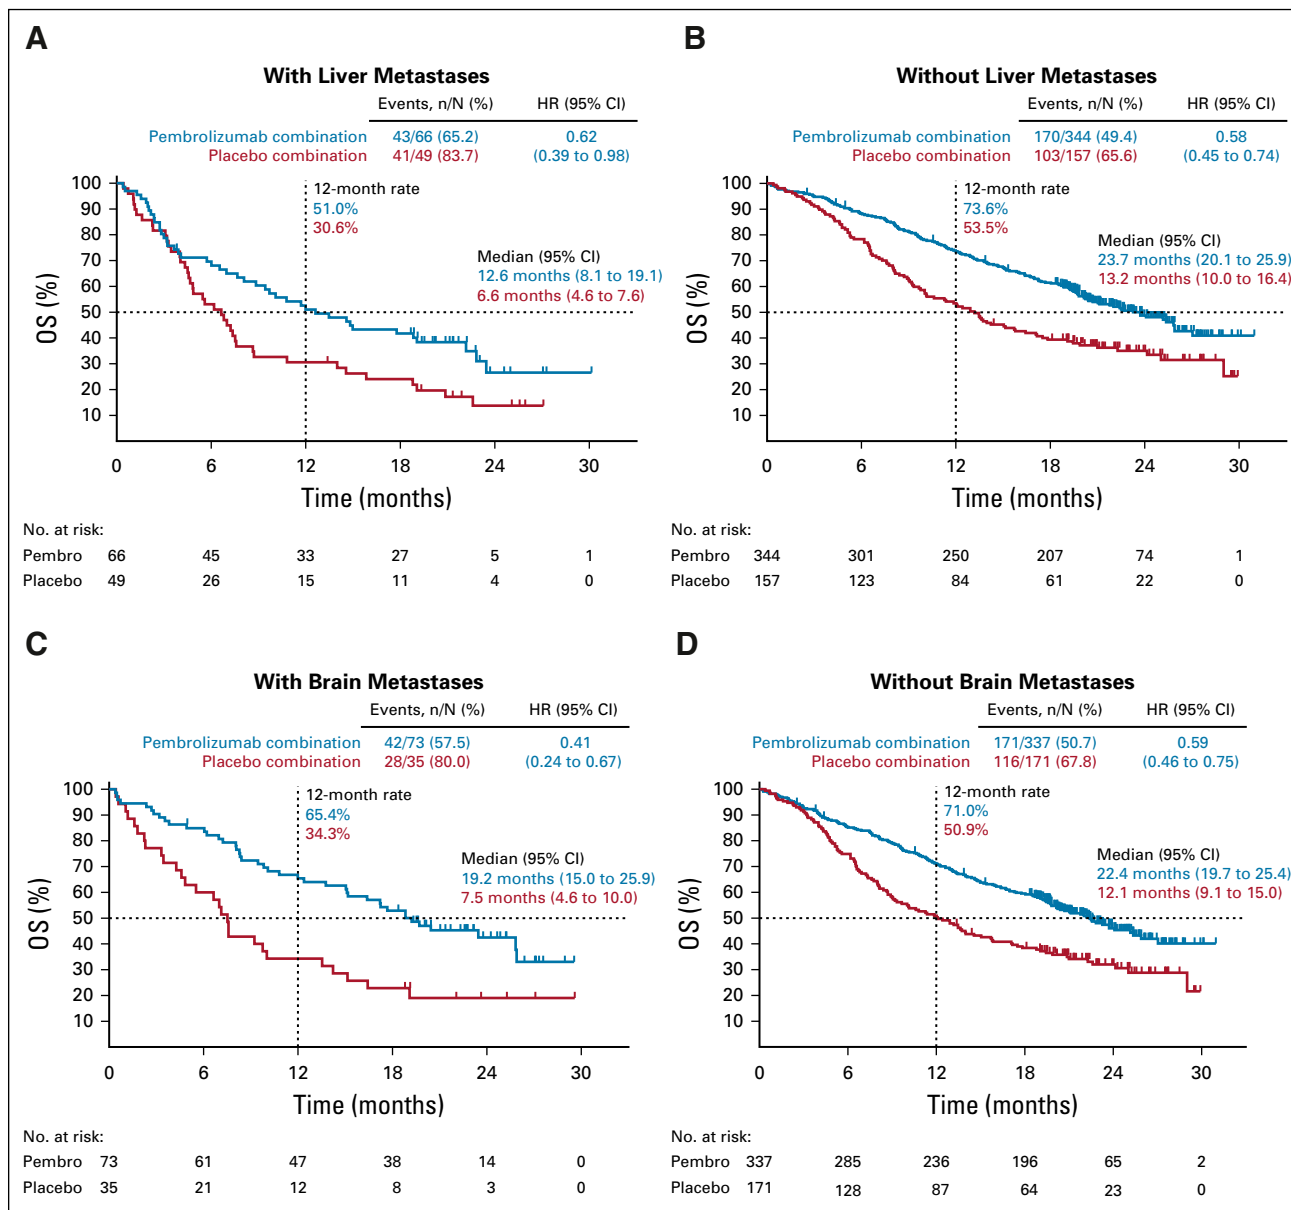 A
With Liver Metastases
Events, n/N (%) HR (95% CI)
Pembrolizumab combination 43/66 (65.2) 0.62
Placebo combination 41/49 (83.7) (0.39 to 0.98)
12-month rate
51.0%
30.6%
Median (95% CI)
12.6 months (8.1 to 19.1)
6.6 months (4.6 to 7.6)
OS (%)
100
90
80
70
60
50
40
30
20
10
0 6 12 18 24 30
Time (months)
No. at risk:
Pembro 66 45 33 27 5 1
Placebo 49 26 15 11 4 0
B
Without Liver Metastases
Events, n/N (%) HR (95% CI)
Pembrolizumab combination 170/344 (49.4) 0.58
Placebo combination 103/157 (65.6) (0.45 to 0.74)
12-month rate
73.6%
53.5%
Median (95% CI)
23.7 months (20.1 to 25.9)
13.2 months (10.0 to 16.4)
OS (%)
100
90
80
70
60
50
40
30
20
10
0 6 12 18 24 30
Time (months)
No. at risk:
Pembro 344 301 250 207 74 1
Placebo 157 123 84 61 22 0
C
With Brain Metastases
Events, n/N (%) HR (95% CI)
Pembrolizumab combination 42/73 (57.5) 0.41
Placebo combination 28/35 (80.0) (0.24 to 0.67)
12-month rate
65.4%
34.3%
Median (95% CI)
19.2 months (15.0 to 25.9)
7.5 months (4.6 to 10.0)
OS (%)
100
90
80
70
60
50
40
30
20
10
0 6 12 18 24 30
Time (months)
No. at risk:
Pembro 73 61 47 38 14 0
Placebo 35 21 12 8 3 0
D
Without Brain Metastases
Events, n/N (%) HR (95% CI)
Pembrolizumab combination 171/337 (50.7) 0.59
Placebo combination 116/171 (67.8) (0.46 to 0.75)
12-month rate
71.0%
50.9%
Median (95% CI)
22.4 months (19.7 to 25.4)
12.1 months (9.1 to 15.0)
OS (%)
100
90
80
70
60
50
40
30
20
10
0 6 12 18 24 30
Time (months)
No. at risk:
Pembro 337 285 236 196 65 2
Placebo 171 128 87 64 23 0